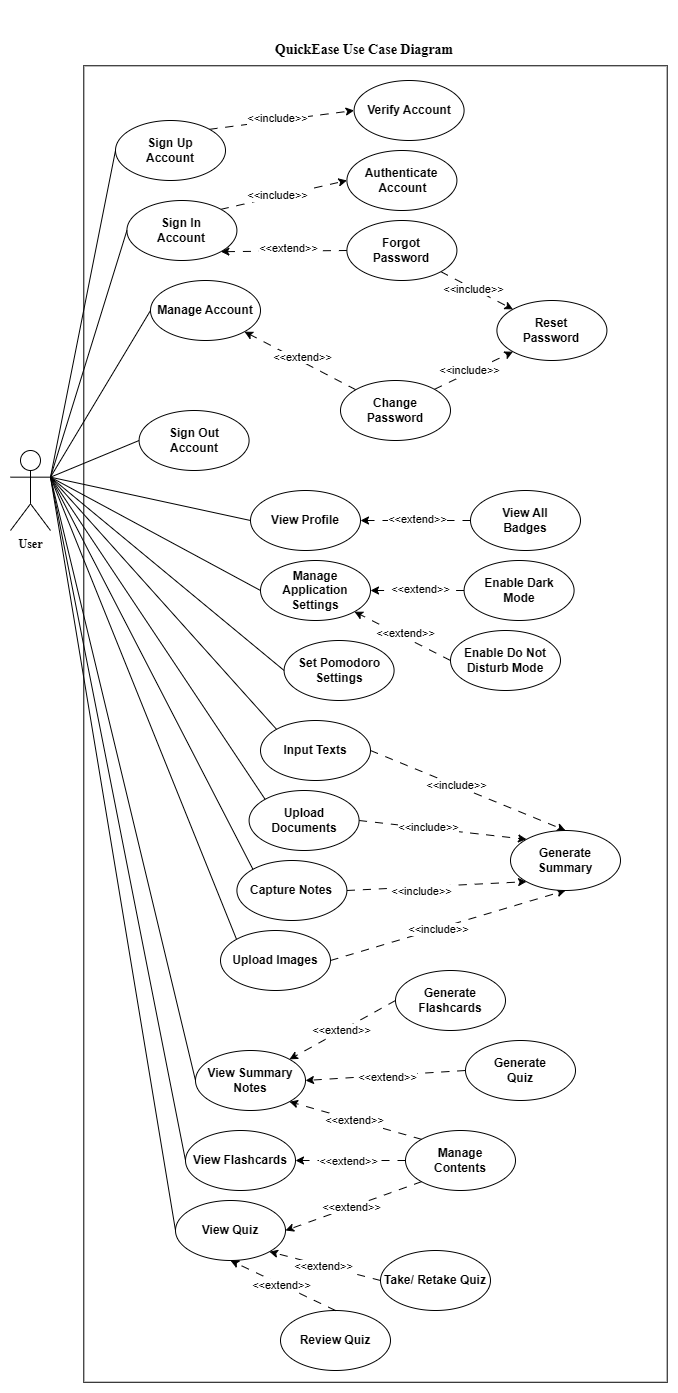 QuickEase Use Case Diagram
Verify Account
<<include>>
Sign Up
Account
Authenticate
Account
<<include>>
Sign In
Account
Forgot
Password
<<extend>>
<<include>>
Manage Account
Reset
Password
<<extend>>
<<include>>
Change
Password
Sign Out
Account
User
View Profile
<<extend>>
View All
Badges
Manage
Application
Settings
<<extend>>
Enable Dark
Mode
<<extend>>
Enable Do Not
Disturb Mode
Set Pomodoro
Settings
Input Texts
<<include>>
Upload
Documents
<<include>>
Generate
Summary
Capture Notes
<<include>>
<<include>>
Upload Images
Generate
Flashcards
<<extend>>
View Summary
Notes
<<extend>>
Generate
Quiz
<<extend>>
View Flashcards
<<extend>>
Manage
Contents
<<extend>>
View Quiz
<<extend>>
Take/ Retake Quiz
<<extend>>
Review Quiz